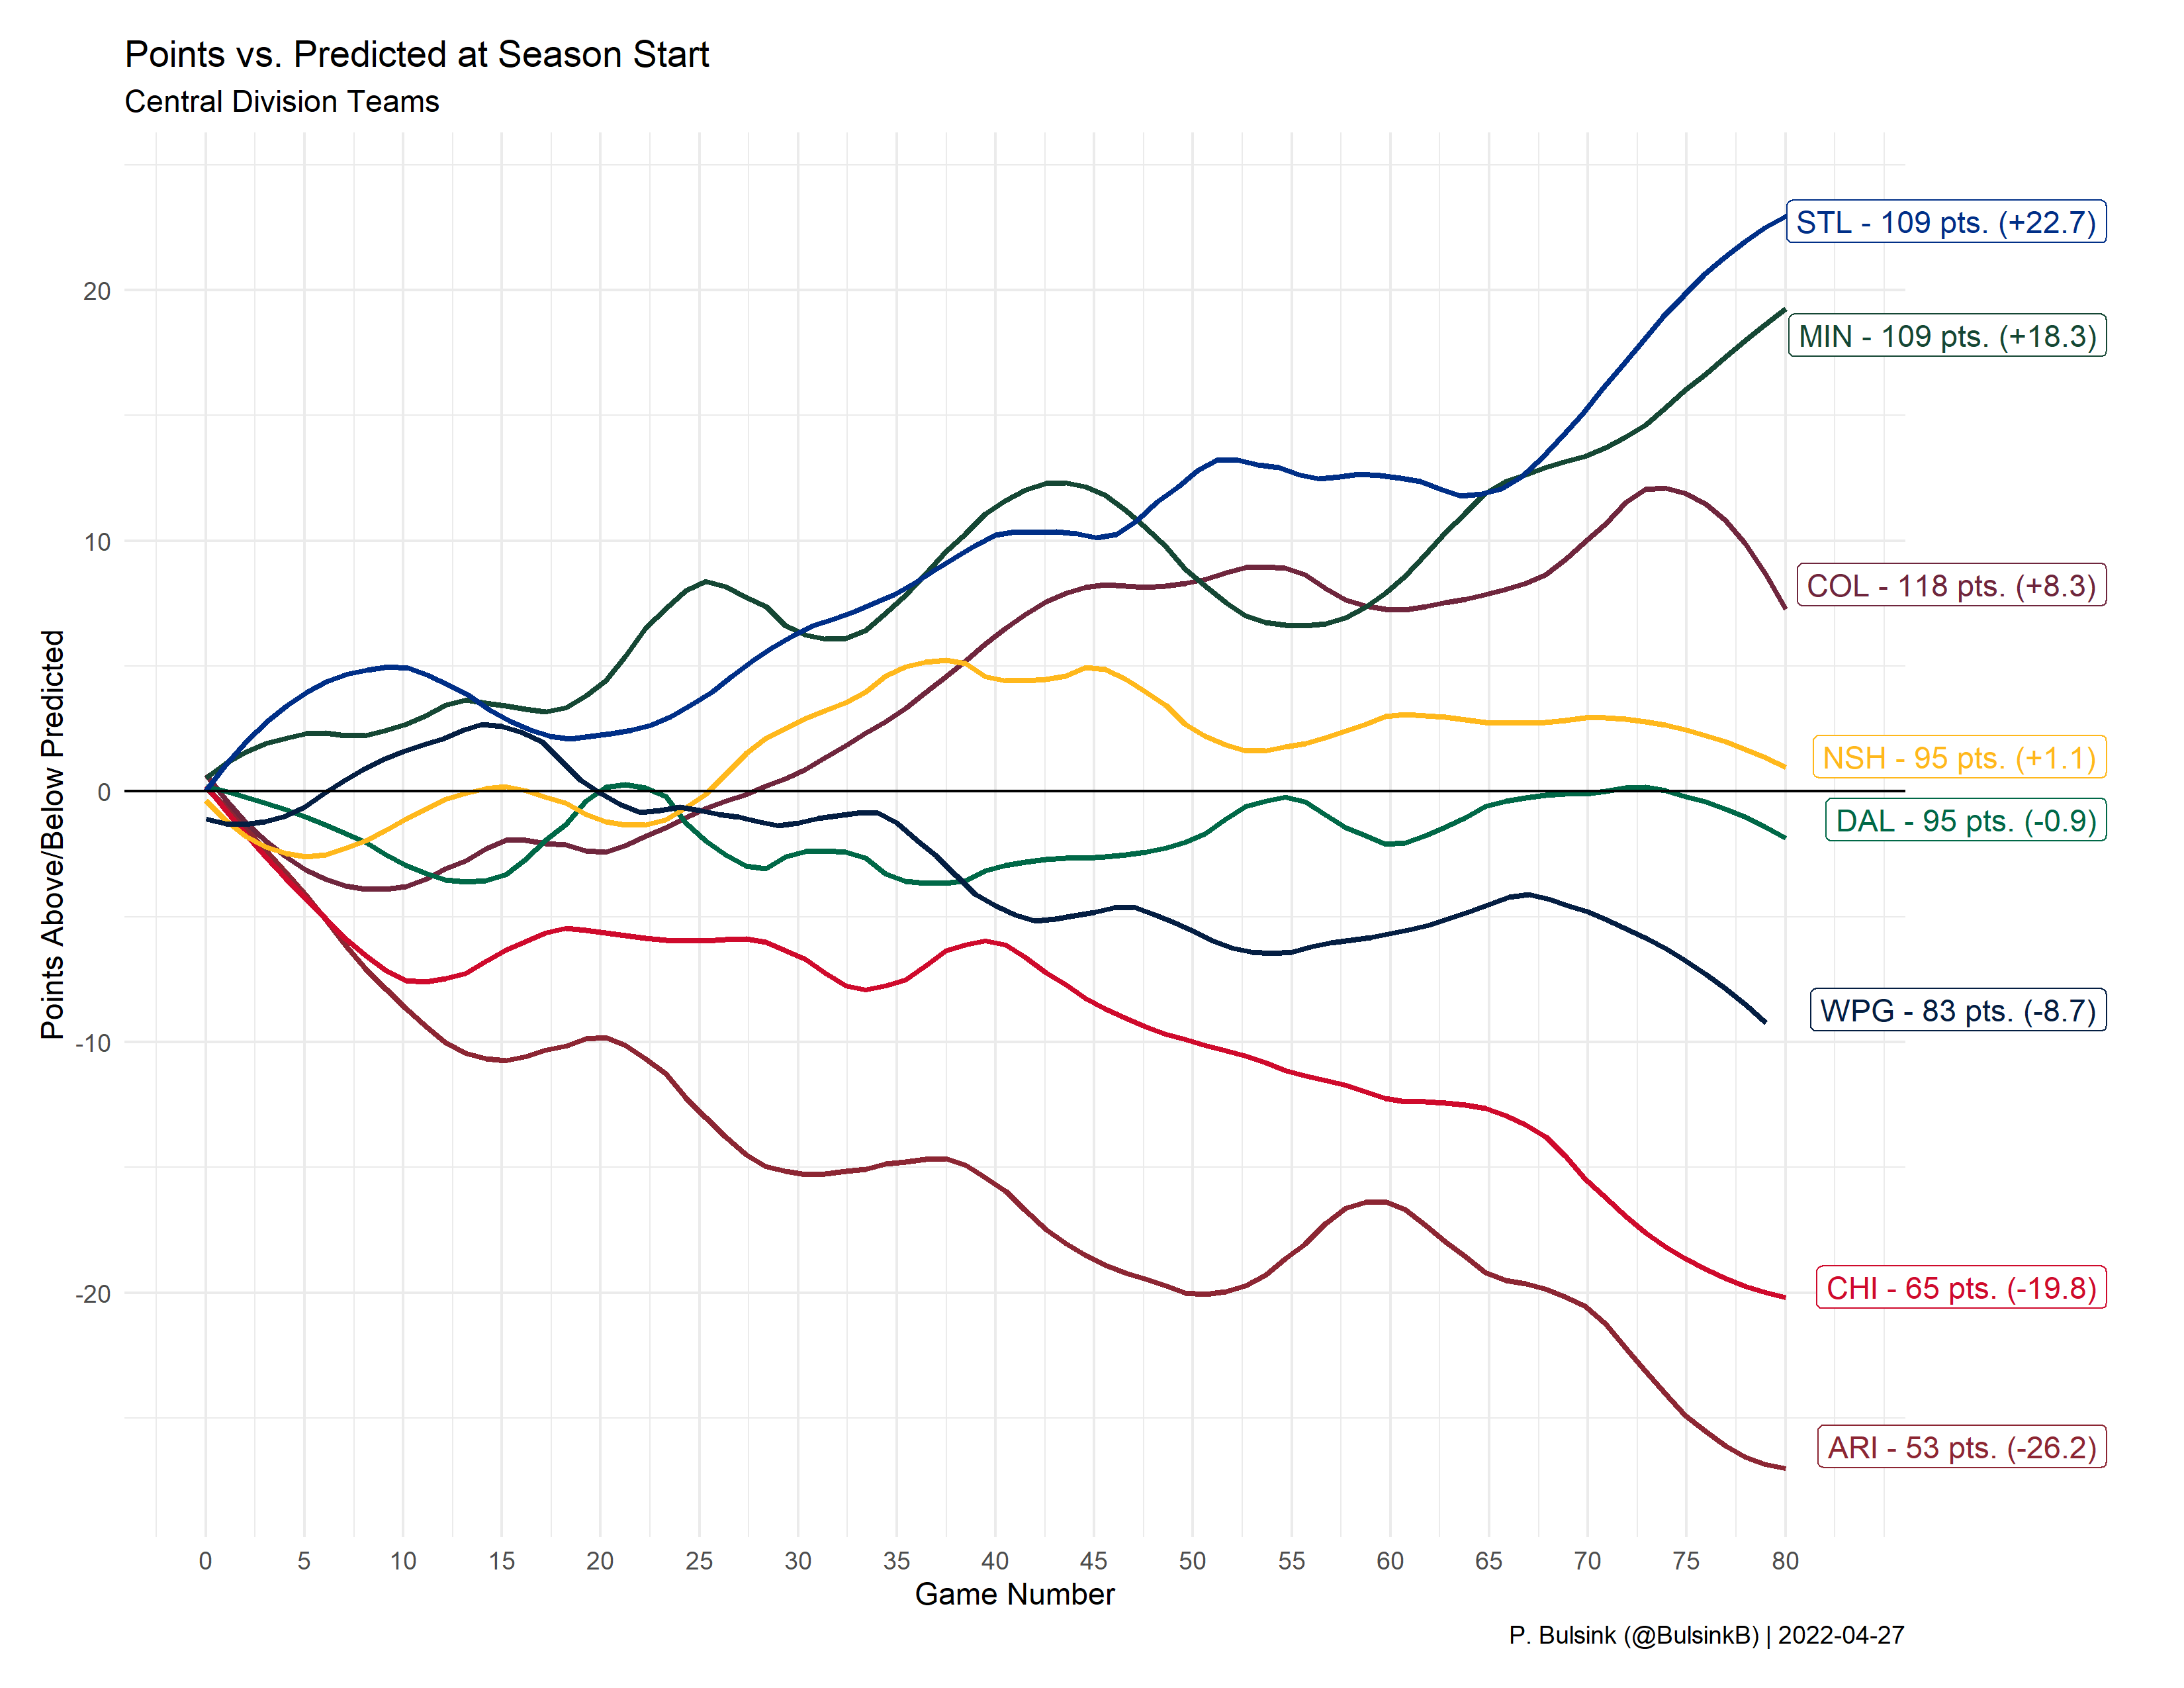 Points vs. Predicted at Season Start
Central Division Teams
Points Above/Below Predicted
20
10
0
-10
-20
STL - 109 pts. (+22.7)
MIN - 109 pts. (+18.3)
COL - 118 pts. (+8.3)
NSH - 95 pts. (+1.1)
DAL - 95 pts. (-0.9)
WPG - 83 pts. (-8.7)
CHI - 65 pts. (-19.8)
ARI - 53 pts. (-26.2)
0 5 10 15 20 25 30 35 40 45 50 55 60 65 70 75 80
Game Number
P. Bulsink (@BulsinkB) | 2022-04-27